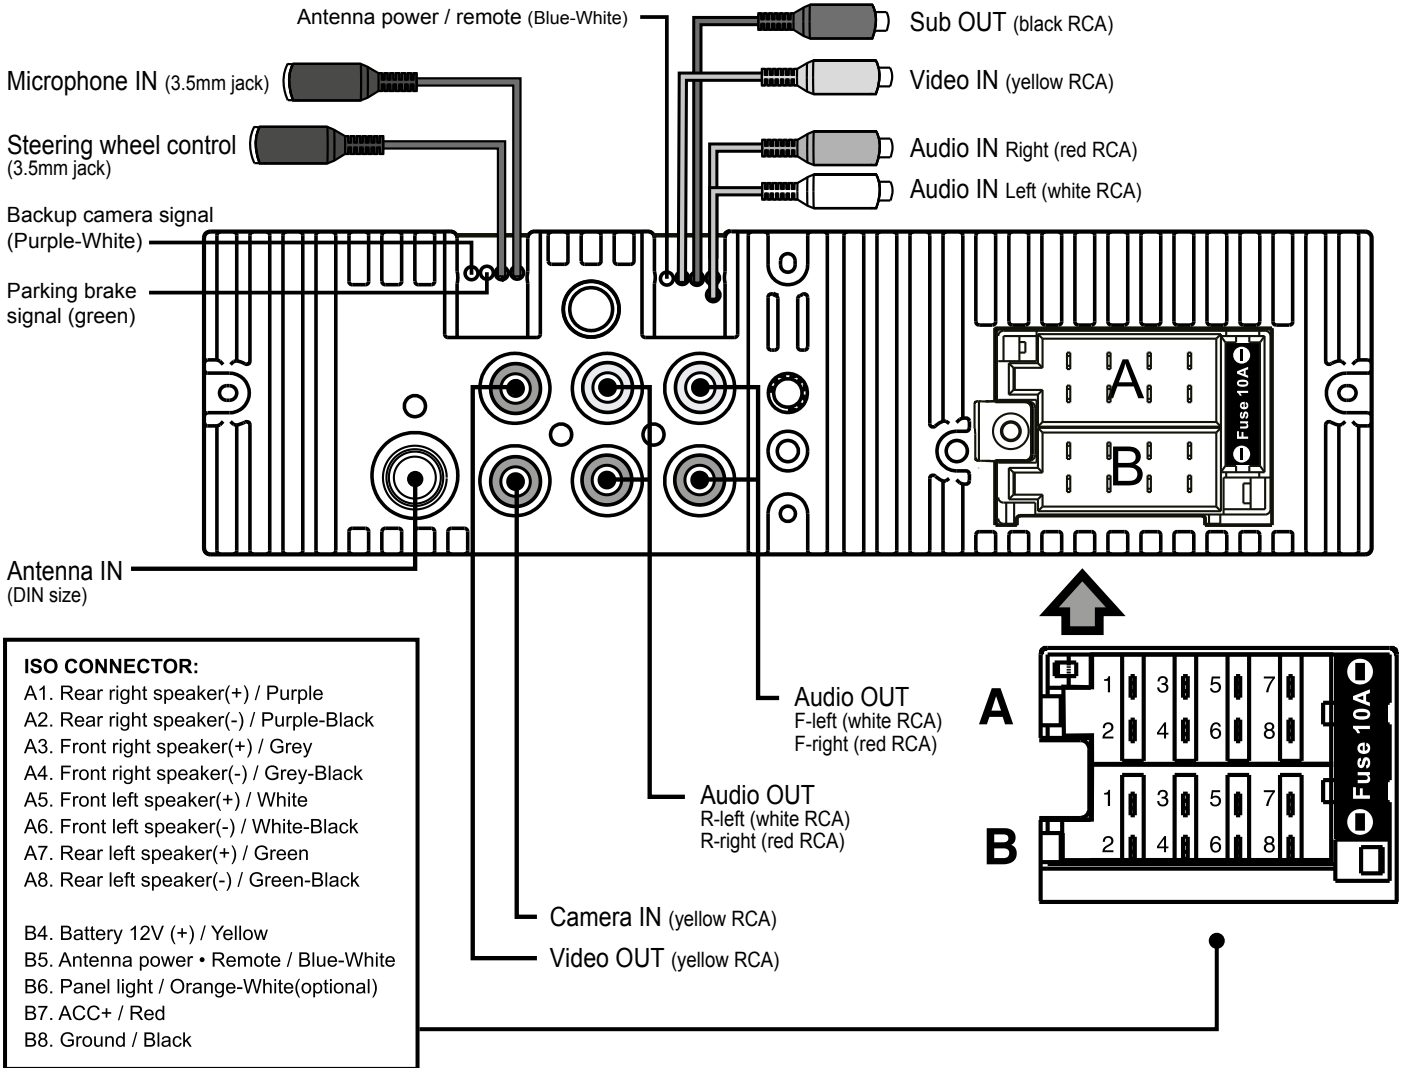 Antenna power / remote (Blue-White)
Sub OUT (black RCA)
Microphone IN (3.5mm jack)
Video IN (yellow RCA)
Steering wheel control
(3.5mm jack)
Audio IN Right (red RCA)
Audio IN Left (white RCA)
Backup camera signal
(Purple-White)
Parking brake
signal (green)
A
B
Fuse 10A
Antenna IN
(DIN size)
ISO CONNECTOR:
A1. Rear right speaker(+) / Purple
A2. Rear right speaker(-) / Purple-Black
A3. Front right speaker(+) / Grey
A4. Front right speaker(-) / Grey-Black
A5. Front left speaker(+) / White
A6. Front left speaker(-) / White-Black
A7. Rear left speaker(+) / Green
A8. Rear left speaker(-) / Green-Black
B4. Battery 12V (+) / Yellow
B5. Antenna power • Remote / Blue-White
B6. Panel light / Orange-White(optional)
B7. ACC+ / Red
B8. Ground / Black
Audio OUT
F-left (white RCA)
F-right (red RCA)
Audio OUT
R-left (white RCA)
R-right (red RCA)
Camera IN (yellow RCA)
Video OUT (yellow RCA)
A
1 3 5 7
2 4 6 8
B
1 3 5 7
2 4 6 8
Fuse 10A